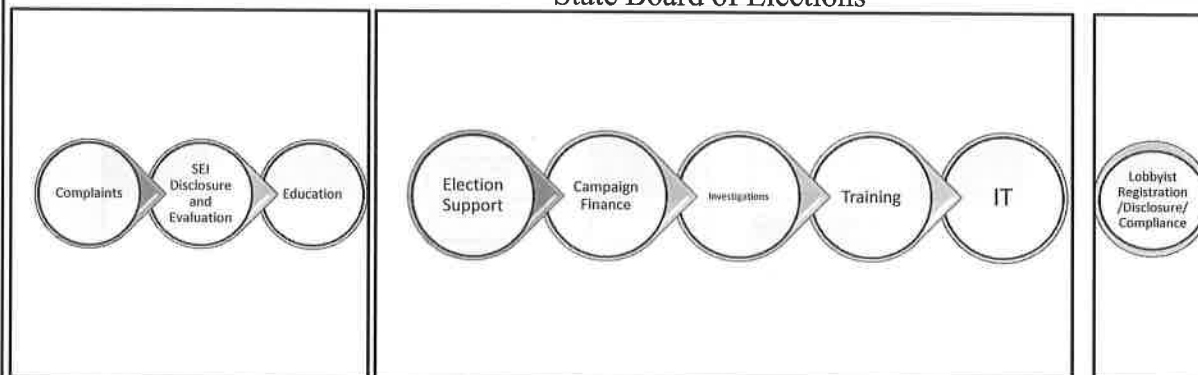 State Board of Elections
Complaints
SEI
Disclosure
and
Evaluation
Education
Election
Support
Campaign
Finance
Investigations
Training
IT
Lobbyist
Registration
/Disclosure/
Compliance